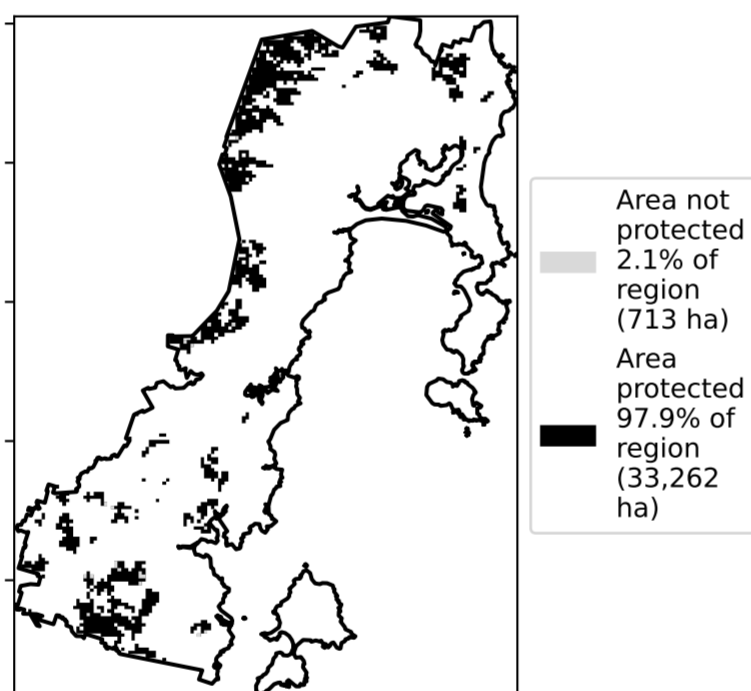 Area not
protected
2.1% of
region
(713 ha)
Area
protected
97.9% of
region
(33,262
ha)